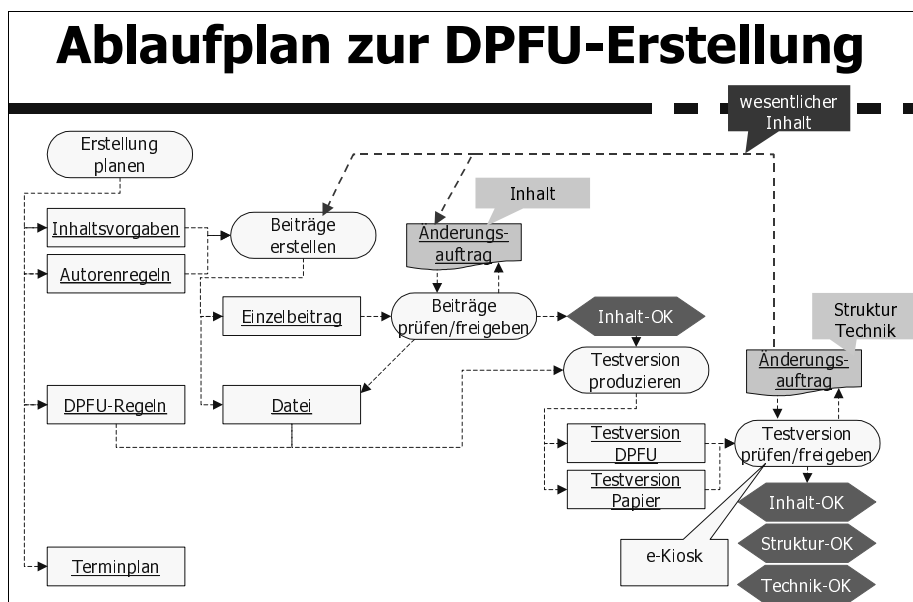 Ablaufplan zur DPFU-Erstellung
wesentlicher
Inhalt
Erstellung
planen
Inhalt
Inhaltsvorgaben
Beiträge
erstellen
Änderungs-
auftrag
Autorenregeln
Einzelbeitrag
Beiträge
prüfen/freigeben
Inhalt-OK
Struktur
Technik
Testversion
produzieren
Änderungs-
auftrag
DPFU-Regeln
Datei
Testversion
DPFU
Testversion
prüfen/freigeben
Testversion
Papier
Inhalt-OK
e-Kiosk
Struktur-OK
Terminplan
Technik-OK